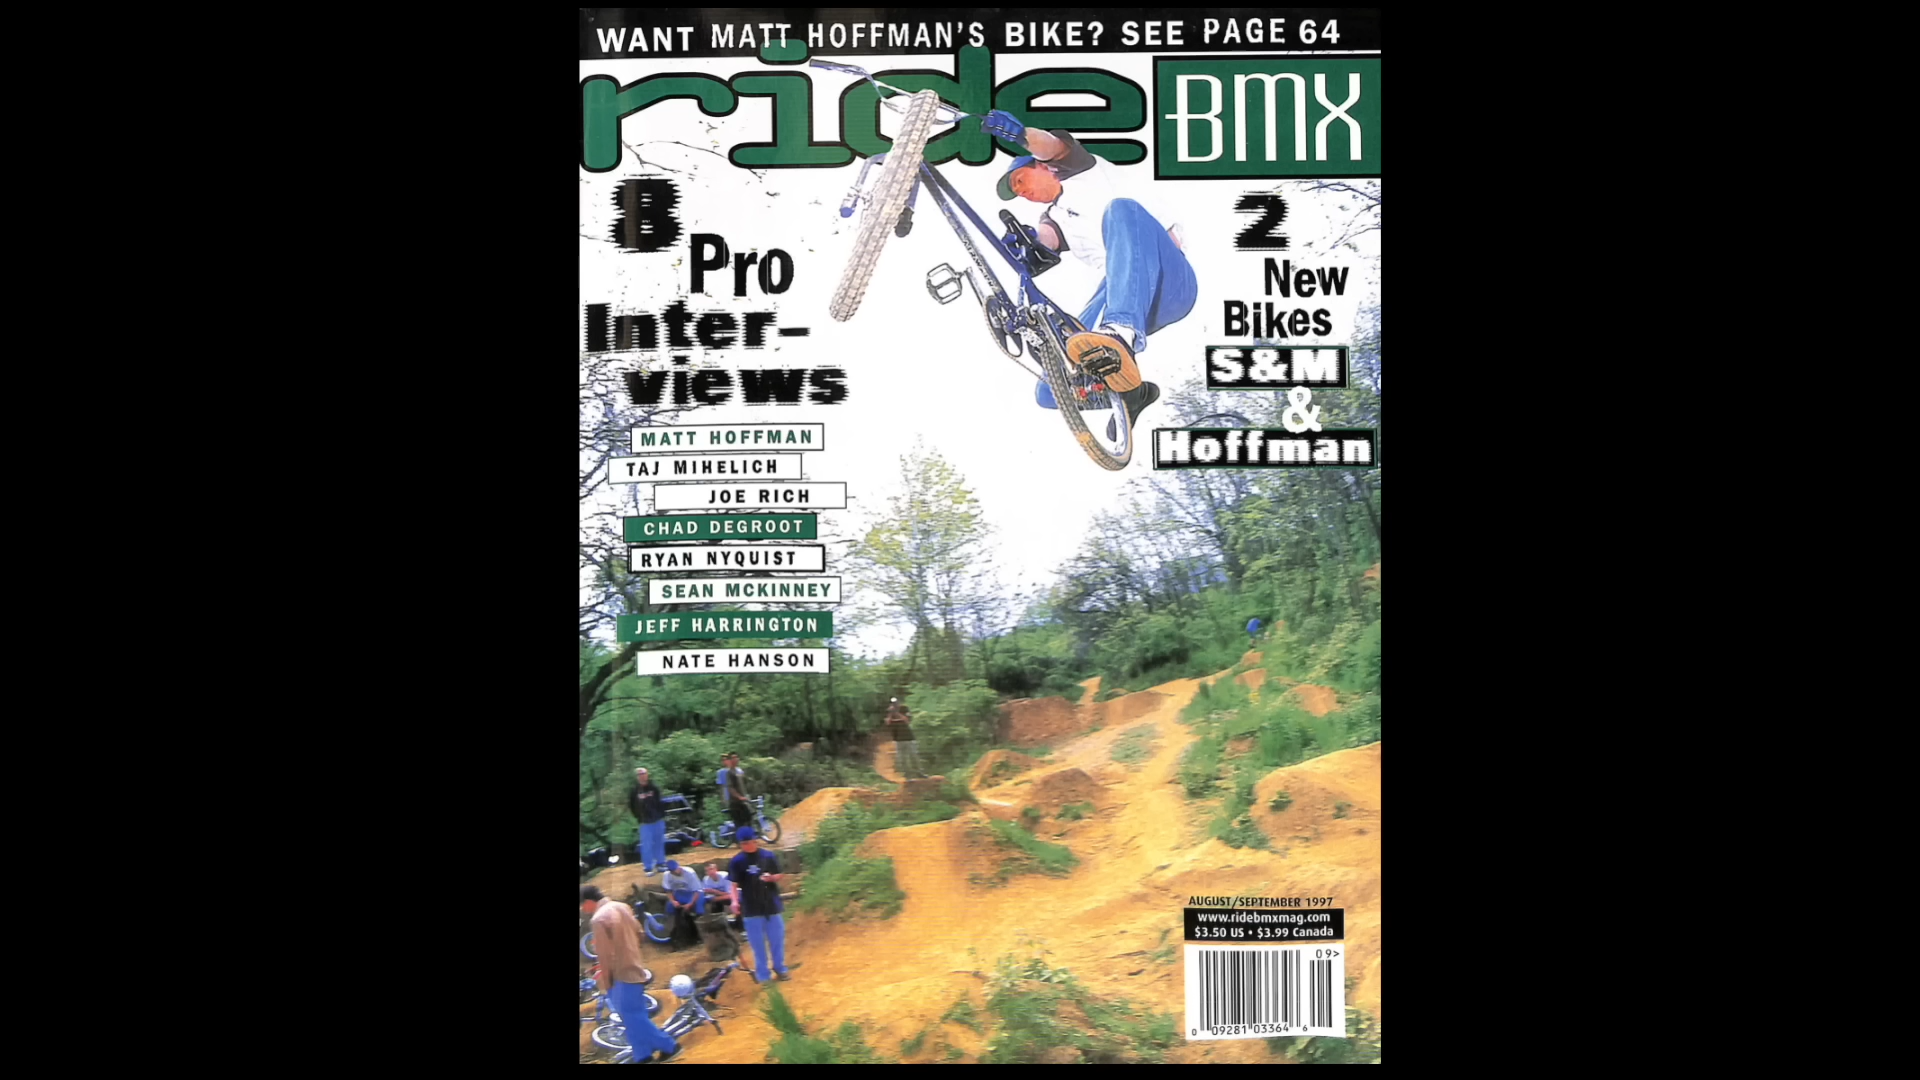 WANT MATT HOFFMAN'S BIKE? SEE PAGE 64
ride BMX
8
Pro
Inter-
views
MATT HOFFMAN
TAJ MIHELICH
JOE RICH
CHAD DEGROOT
RYAN NYQUIST
SEAN MCKINNEY
JEFF HARRINGTON
NATE HANSON
2
New
Bikes
S&M
&
Hoffman
AUGUST/SEPTEMBER 1997
www.ridebmxmag.com
$3.50 US • $3.99 Canada
09>
0 09281 03364 6